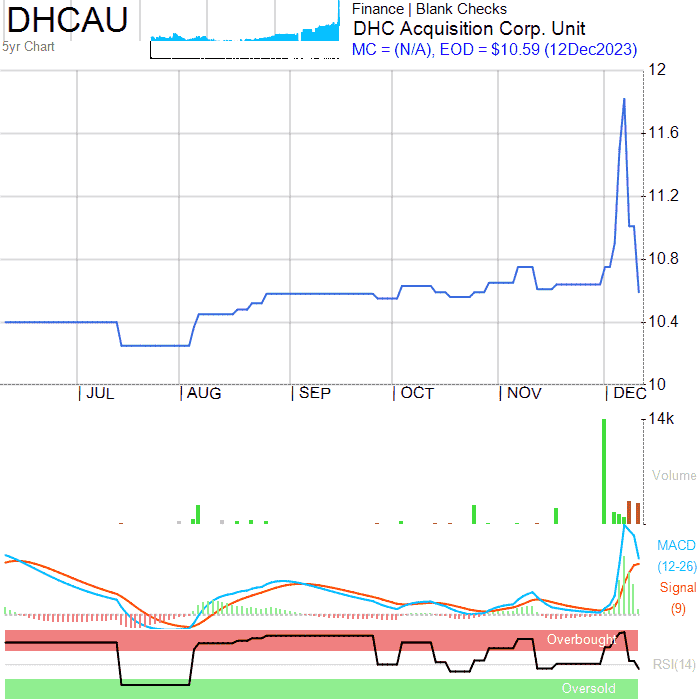 DHCAU
5yr Chart
Finance | Blank Checks
DHC Acquisition Corp. Unit
MC = (N/A), EOD = $10.59 (12Dec2023)
12
11.6
11.2
10.8
10.4
10
| JUL | AUG | SEP | OCT | NOV | DEC
14k
Volume
MACD
(12-26)
Signal
(9)
Overbought
RSI(14)
Oversold